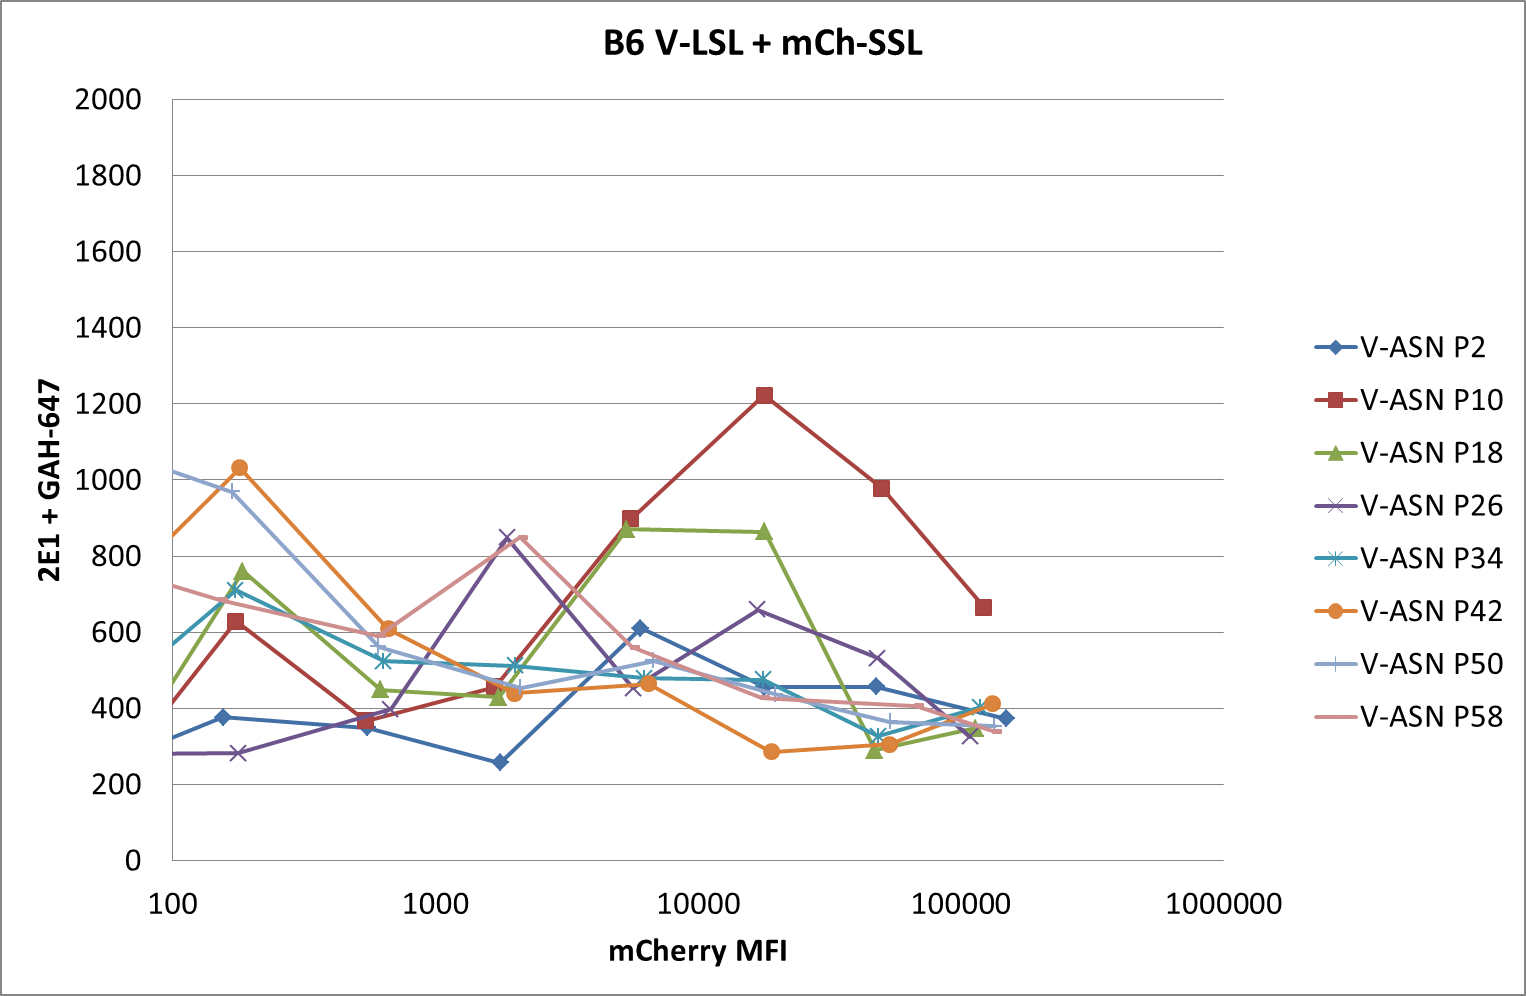 B6 V-LSL + mCh-SSL
2000
1800
1600
1400
1200
1000
800
600
400
200
0
2E1 + GAH-647
100 1000 10000 100000 1000000
mCherry MFI
V-ASN P2
V-ASN P10
V-ASN P18
V-ASN P26
V-ASN P34
V-ASN P42
V-ASN P50
V-ASN P58